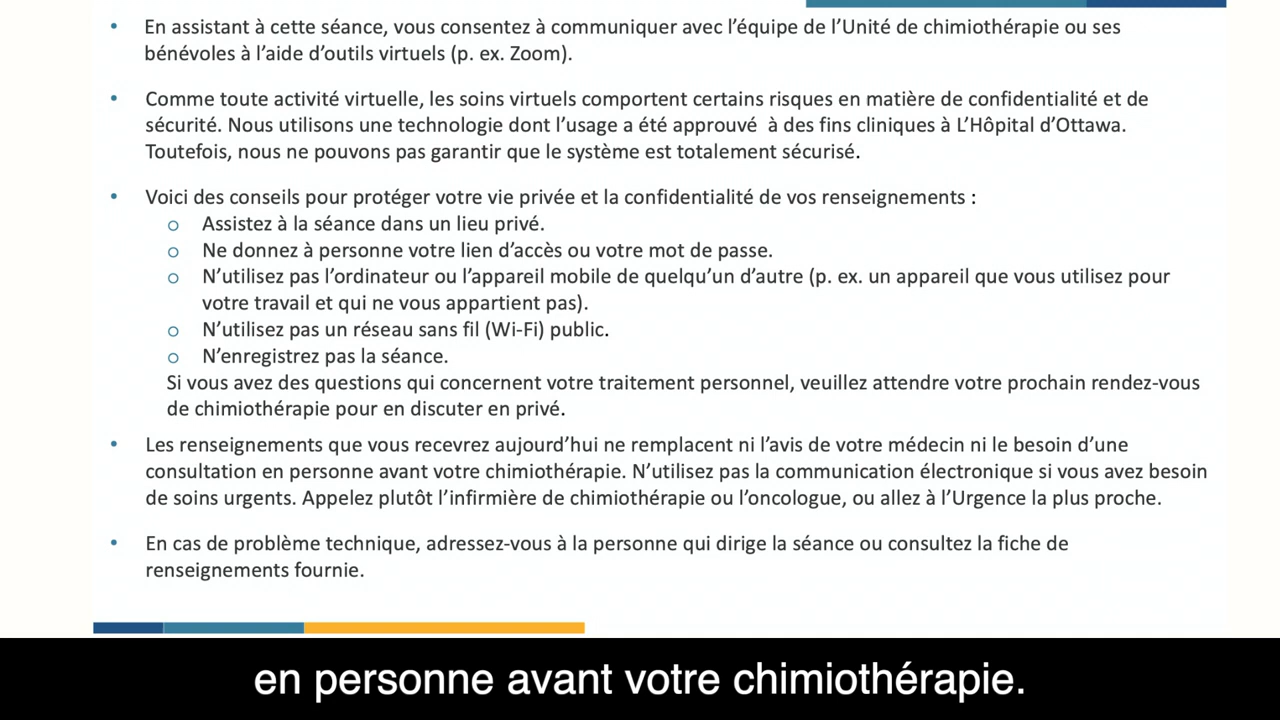 • En assistant à cette séance, vous consentez à communiquer avec l'équipe de l'Unité de chimiothérapie ou ses
bénévoles à l'aide d'outils virtuels (p. ex. Zoom).
• Comme toute activité virtuelle, les soins virtuels comportent certains risques en matière de confidentialité et de
sécurité. Nous utilisons une technologie dont l'usage a été approuvé  à des fins cliniques à L'Hôpital d'Ottawa.
Toutefois, nous ne pouvons pas garantir que le système est totalement sécurisé.
• Voici des conseils pour protéger votre vie privée et la confidentialité de vos renseignements :
o Assistez à la séance dans un lieu privé.
o Ne donnez à personne votre lien d'accès ou votre mot de passe.
o N'utilisez pas l'ordinateur ou l'appareil mobile de quelqu'un d'autre (p. ex. un appareil que vous utilisez pour
votre travail et qui ne vous appartient pas).
o N'utilisez pas un réseau sans fil (Wi-Fi) public.
o N'enregistrez pas la séance.
Si vous avez des questions qui concernent votre traitement personnel, veuillez attendre votre prochain rendez-vous
de chimiothérapie pour en discuter en privé.
• Les renseignements que vous recevrez aujourd'hui ne remplacent ni l'avis de votre médecin ni le besoin d'une
consultation en personne avant votre chimiothérapie. N'utilisez pas la communication électronique si vous avez besoin
de soins urgents. Appelez plutôt l'infirmière de chimiothérapie ou l'oncologue, ou allez à l'Urgence la plus proche.
• En cas de problème technique, adressez-vous à la personne qui dirige la séance ou consultez la fiche de
renseignements fournie.
en personne avant votre chimiothérapie.